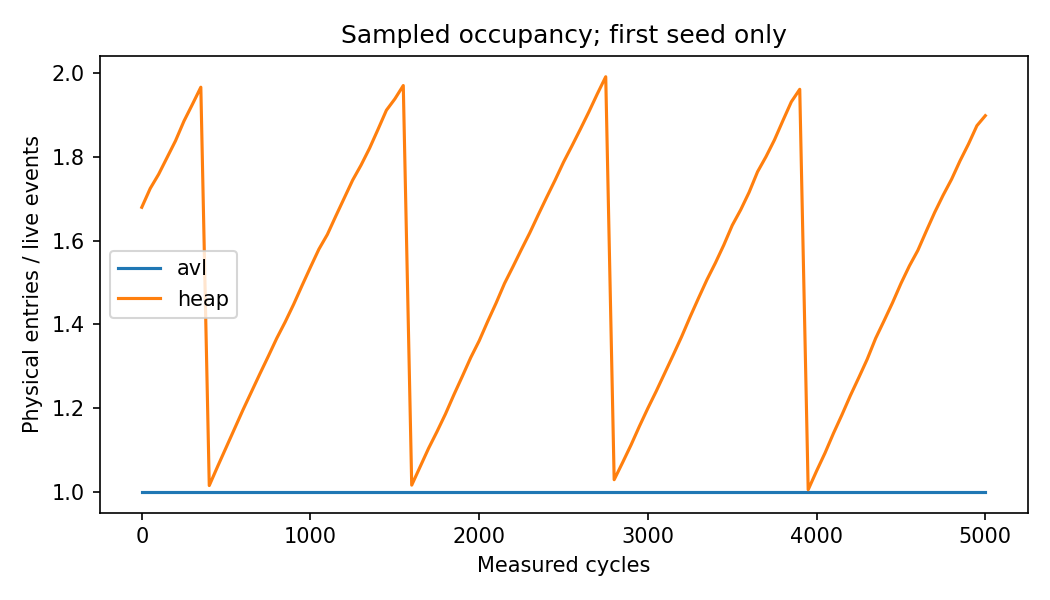 Sampled occupancy; first seed only
Physical entries / live events
2.0
1.8
1.6
1.4
1.2
1.0
avl
heap
0
1000
2000
3000
4000
5000
Measured cycles